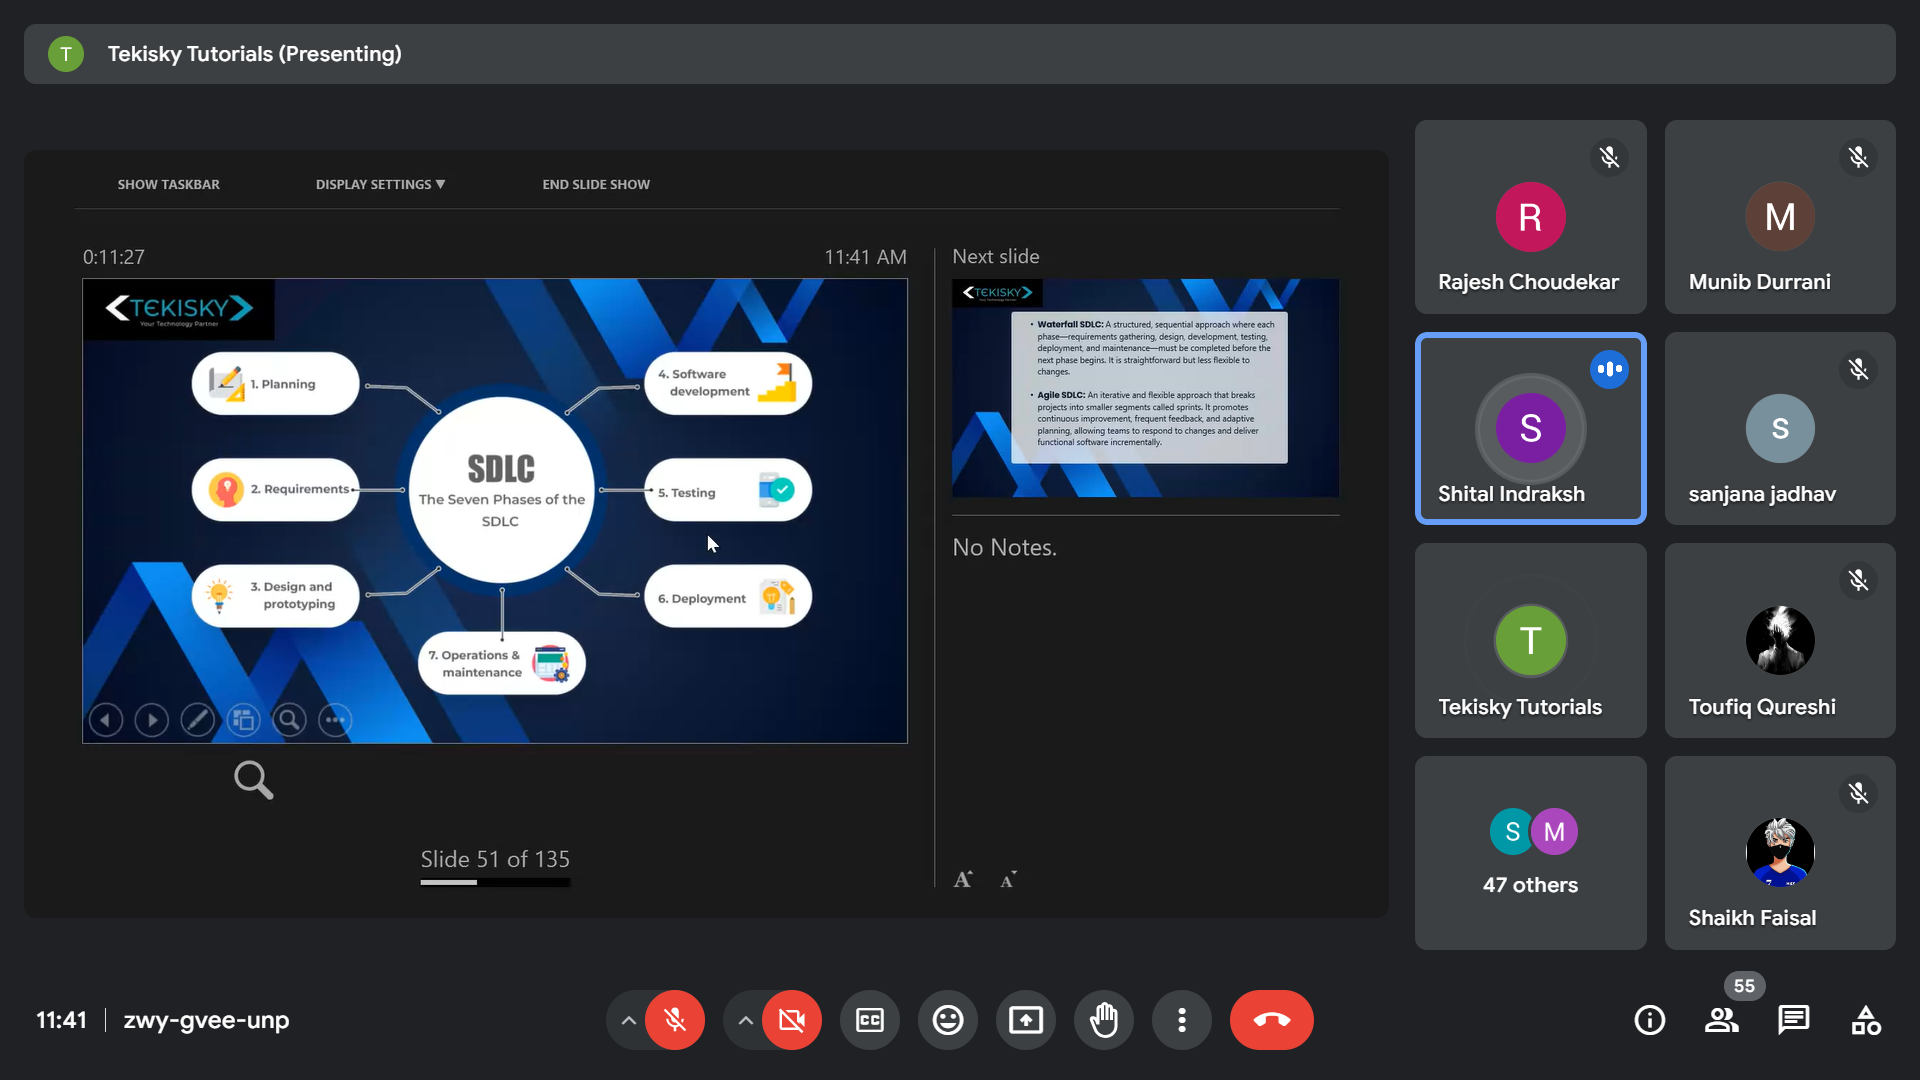 T Tekisky Tutorials (Presenting)
SHOW TASKBAR DISPLAY SETTINGS ▼ END SLIDE SHOW
0:11:27 11:41 AM
TEKISKY
Your Technology Partner
1. Planning
2. Requirements
3. Design and
prototyping
SDLC
The Seven Phases of the
SDLC
4. Software
development
5. Testing
6. Deployment
7. Operations &
maintenance
Slide 51 of 135
Next slide
TEKISKY
Your Technology Partner
• Waterfall SDLC: A structured, sequential approach where each
phase—requirements gathering, design, development, testing,
deployment, and maintenance—must be completed before the
next phase begins. It is straightforward but less flexible to
changes.
• Agile SDLC: An iterative and flexible approach that breaks
projects into smaller segments called sprints. It promotes
continuous improvement, frequent feedback, and adaptive
planning, allowing teams to respond to changes and deliver
functional software incrementally.
No Notes.
A A
R
Rajesh Choudekar
M
Munib Durrani
S
Shital Indraksh
s
sanjana jadhav
T
Tekisky Tutorials
Toufiq Qureshi
S M
47 others
Shaikh Faisal
11:41 zwy-gvee-unp
CC
55